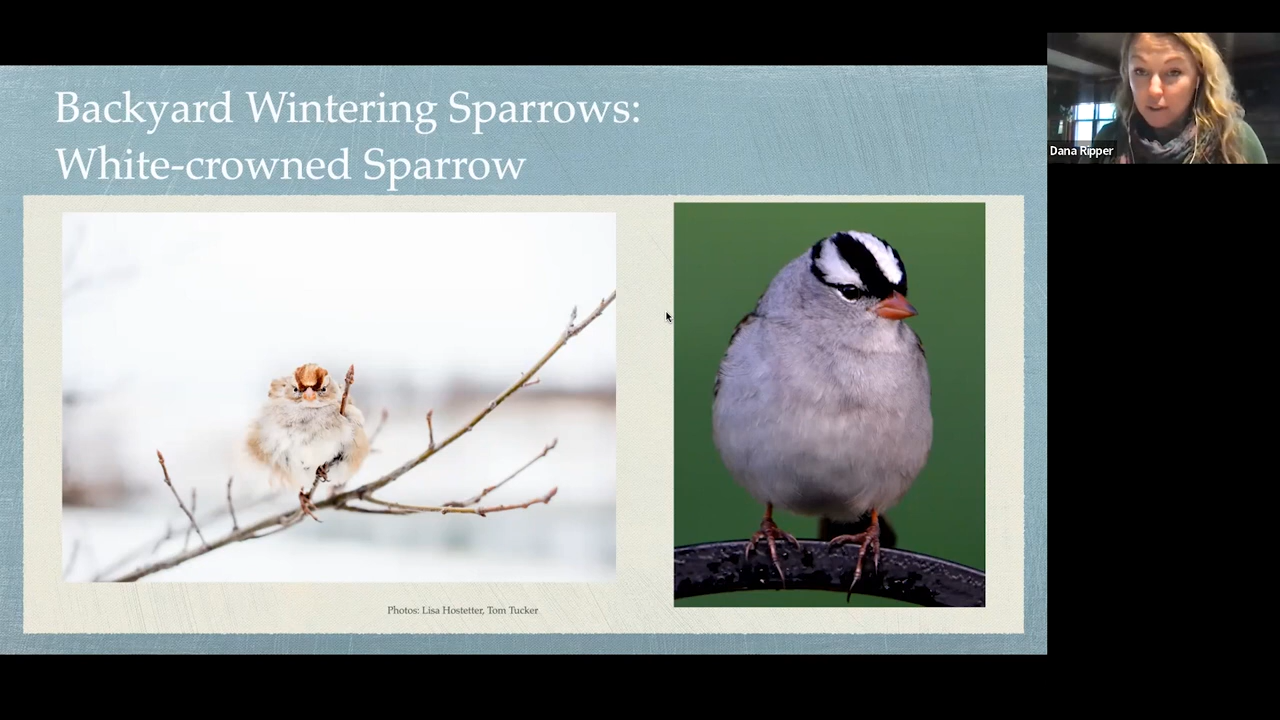 Backyard Wintering Sparrows:
White-crowned Sparrow
Dana Ripper
Photos: Lisa Hostetter, Tom Tucker